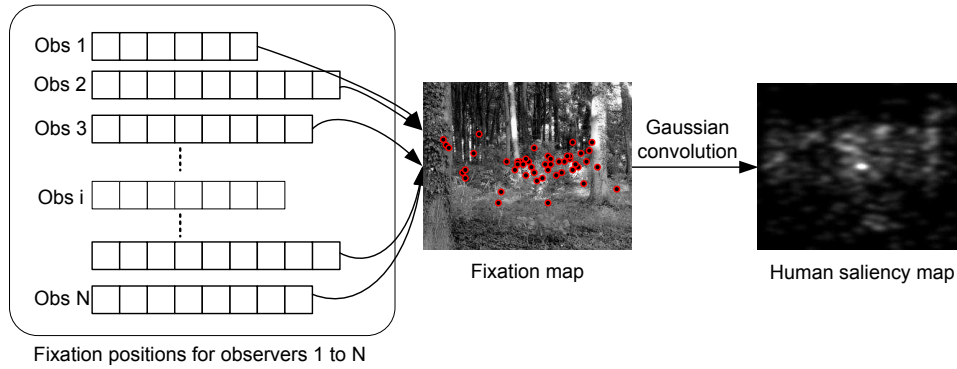 Obs 1
Obs 2
Obs 3
Obs i
Obs N
Fixation positions for observers 1 to N
Fixation map
Gaussian
convolution
Human saliency map